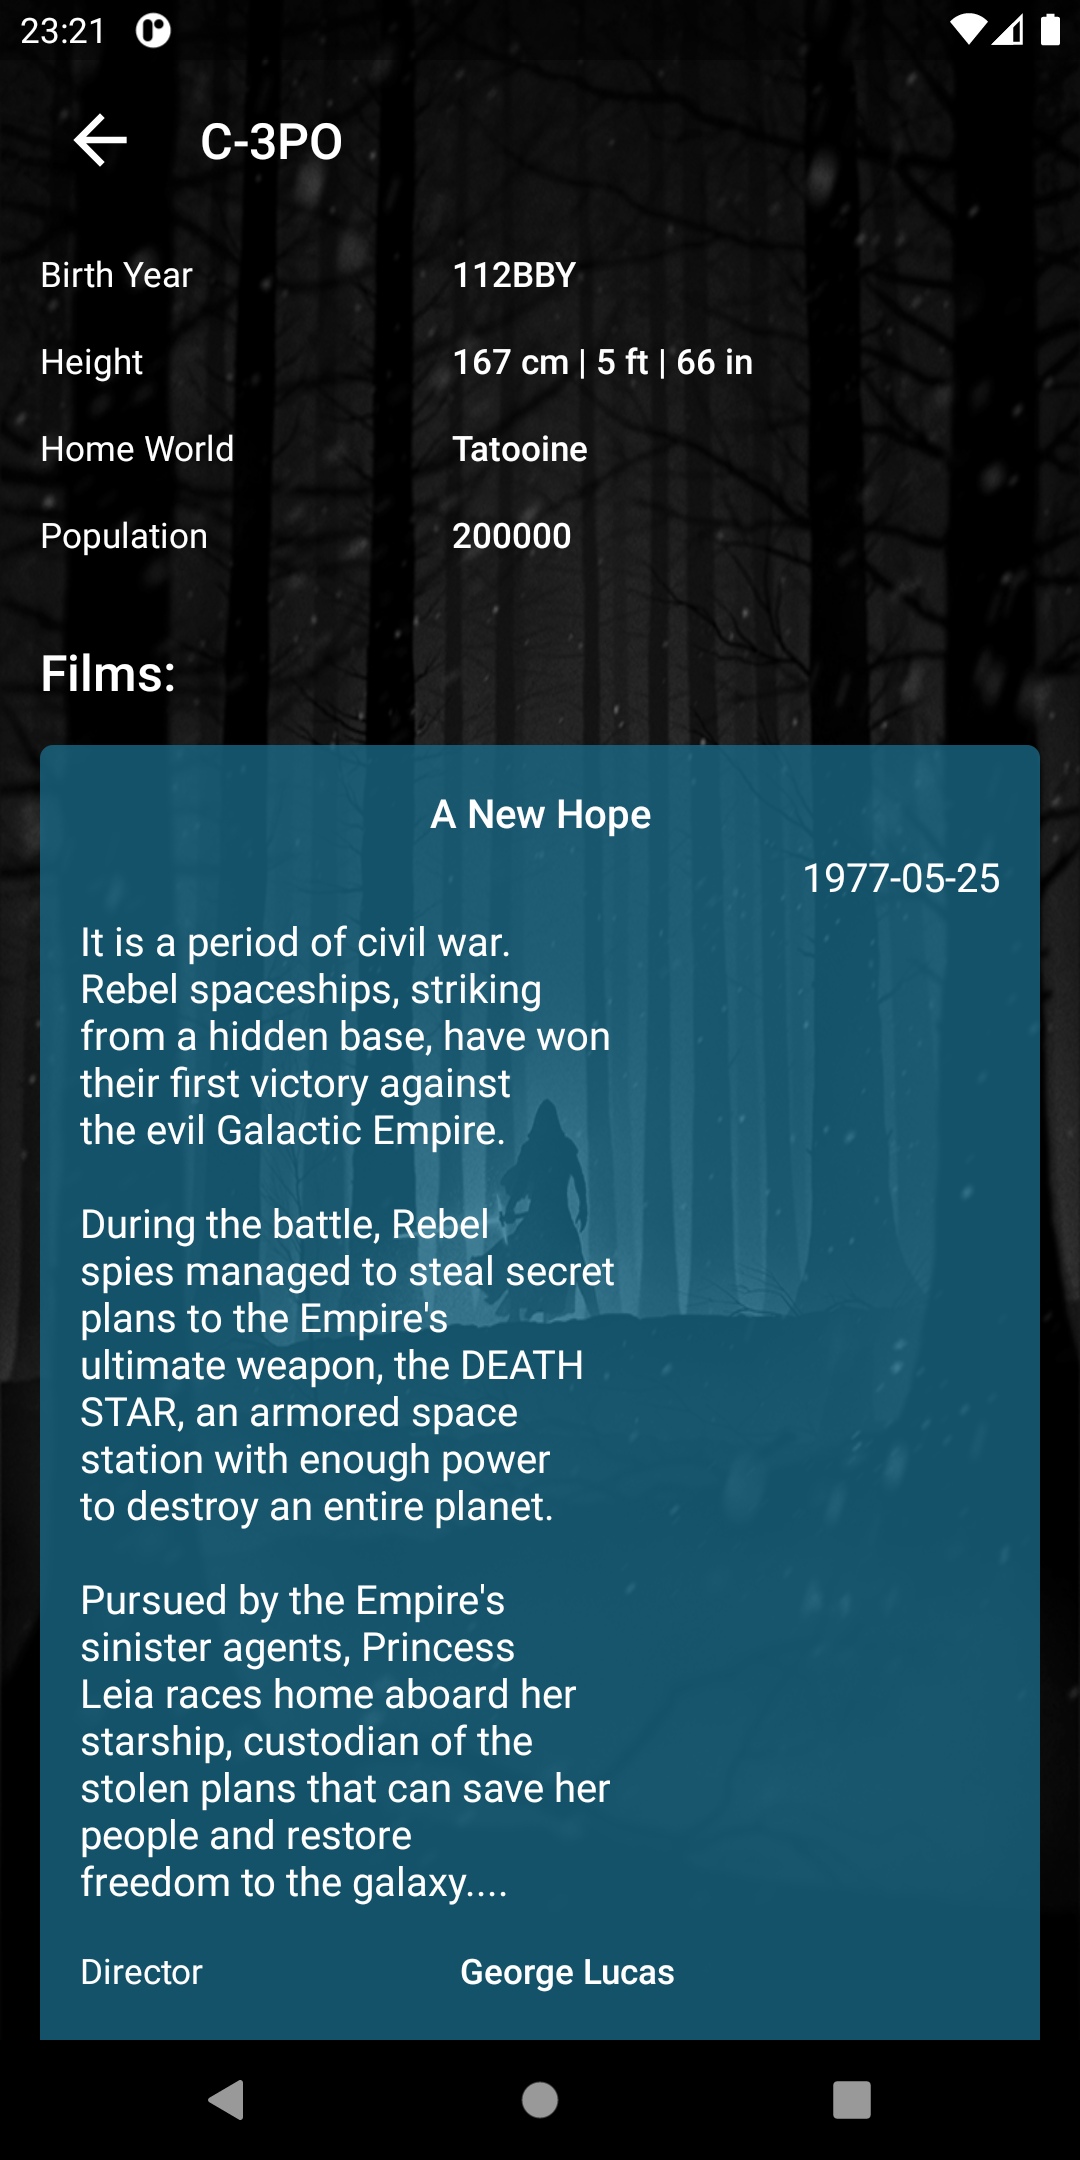 23:21
C-3PO
Birth Year 112BBY
Height 167 cm | 5 ft | 66 in
Home World Tatooine
Population 200000
Films:
A New Hope
1977-05-25
It is a period of civil war.
Rebel spaceships, striking
from a hidden base, have won
their first victory against
the evil Galactic Empire.
During the battle, Rebel
spies managed to steal secret
plans to the Empire's
ultimate weapon, the DEATH
STAR, an armored space
station with enough power
to destroy an entire planet.
Pursued by the Empire's
sinister agents, Princess
Leia races home aboard her
starship, custodian of the
stolen plans that can save her
people and restore
freedom to the galaxy....
Director George Lucas